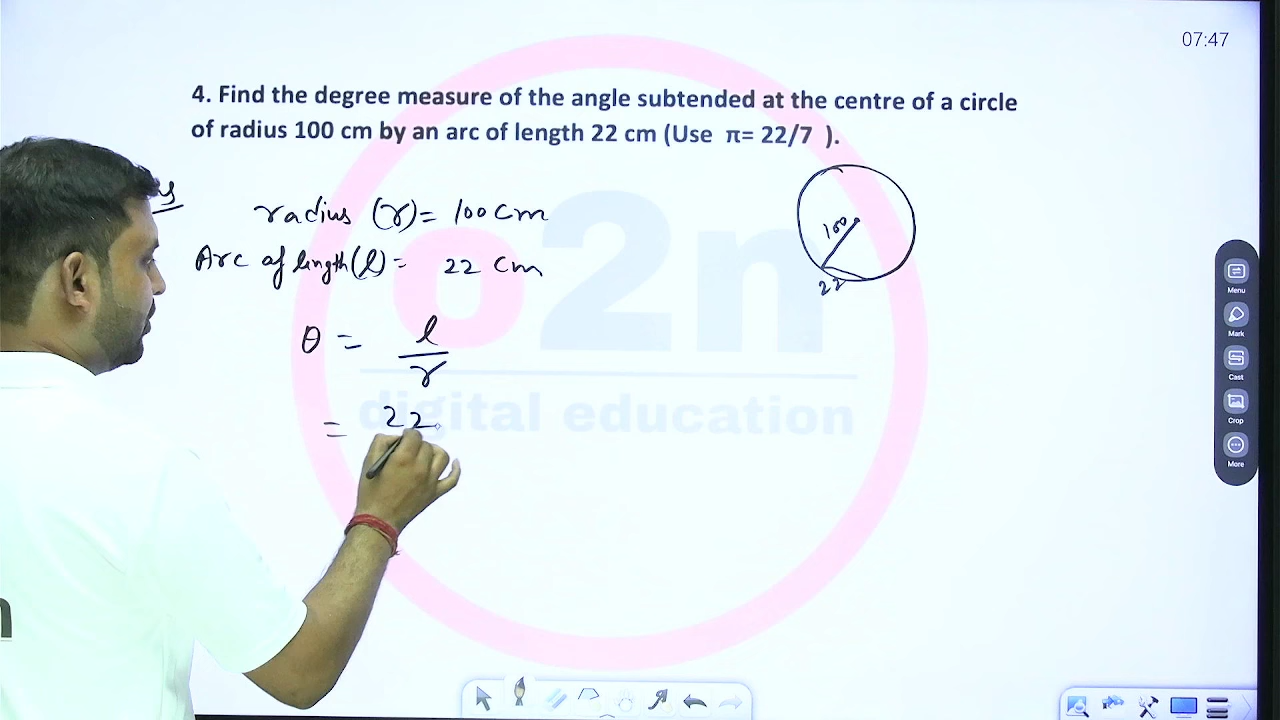 07:47
4. Find the degree measure of the angle subtended at the centre of a circle
of radius 100 cm by an arc of length 22 cm (Use π= 22/7 ).
radius (r)= 100 cm
Arc of length(l)= 22 cm
100
22
θ = l/r
= 22
o2n
digital education
Menu
Mark
Cast
Crop
More